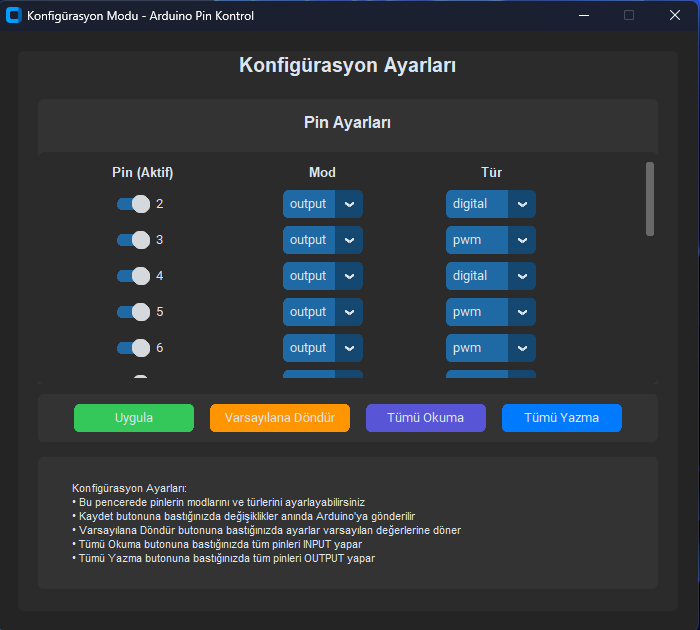 Konfigürasyon Modu - Arduino Pin Kontrol
Konfigürasyon Ayarları
Pin Ayarları
Pin (Aktif) Mod Tür
2 output digital
3 output pwm
4 output digital
5 output pwm
6 output pwm
Uygula Varsayılana Döndür Tümü Okuma Tümü Yazma
Konfigürasyon Ayarları:
• Bu pencerede pinlerin modlarını ve türlerini ayarlayabilirsiniz
• Kaydet butonuna bastığınızda değişiklikler anında Arduino'ya gönderilir
• Varsayılana Döndür butonuna bastığınızda ayarlar varsayılan değerlerine döner
• Tümü Okuma butonuna bastığınızda tüm pinleri INPUT yapar
• Tümü Yazma butonuna bastığınızda tüm pinleri OUTPUT yapar